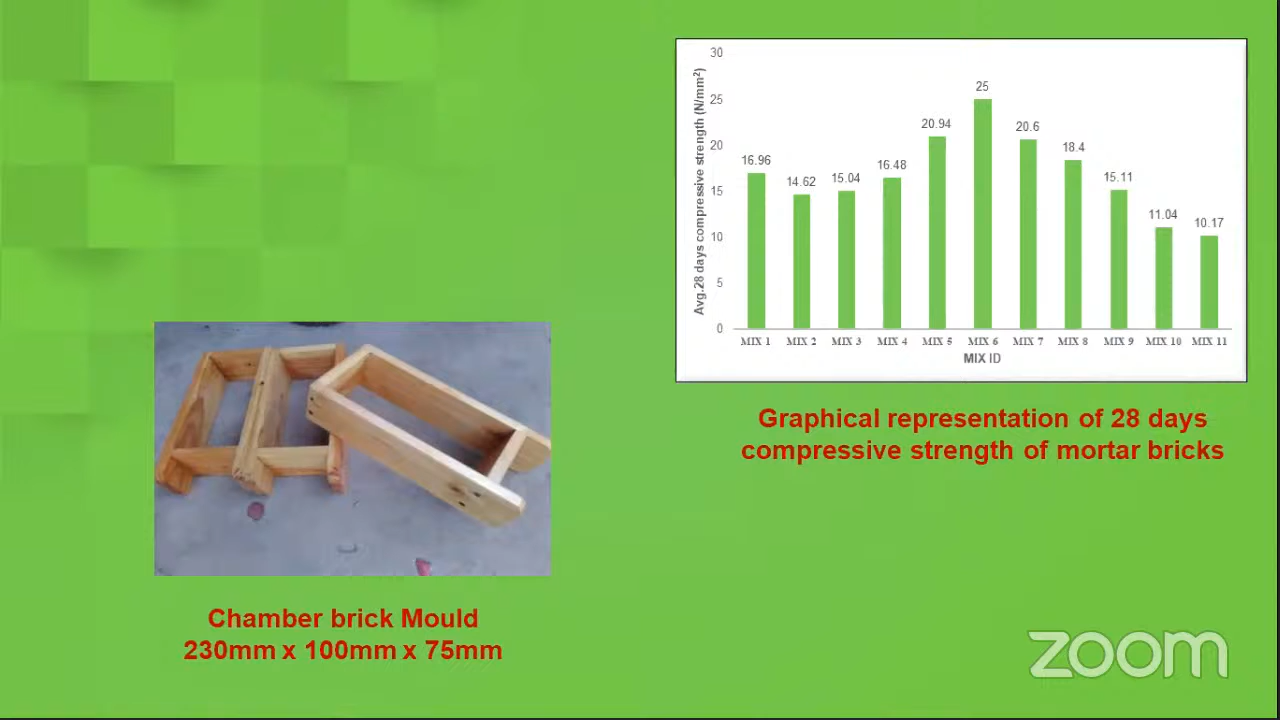 30
25
20
15
10
5
0
Avg.28 days compressive strength (N/mm²)
16.96
14.62
15.04
16.48
20.94
25
20.6
18.4
15.11
11.04
10.17
MIX 1 MIX 2 MIX 3 MIX 4 MIX 5 MIX 6 MIX 7 MIX 8 MIX 9 MIX 10 MIX 11
MIX ID
Graphical representation of 28 days
compressive strength of mortar bricks
Chamber brick Mould
230mm x 100mm x 75mm
zoom